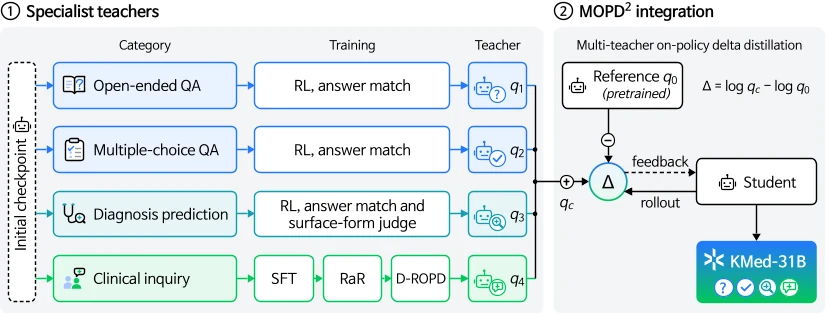 ① Specialist teachers
Category
Training
Teacher
Initial checkpoint
Open-ended QA
RL, answer match
? q₁
Multiple-choice QA
RL, answer match
q₂
Diagnosis prediction
RL, answer match and
surface-form judge
q₃
Clinical inquiry
SFT
RaR
D-ROPD
q₄
② MOPD² integration
Multi-teacher on-policy delta distillation
Reference q₀
(pretrained)
Δ = log q꜀ − log q₀
−
+
q꜀
Δ
feedback
rollout
Student
KMed-31B
?